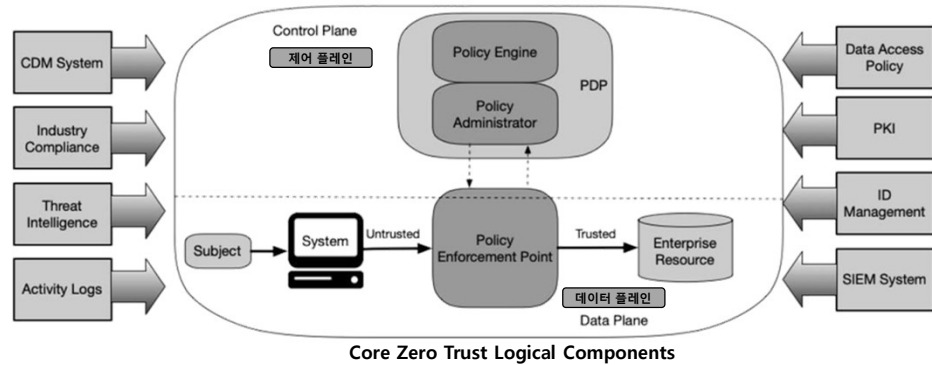 CDM System
Industry
Compliance
Threat
Intelligence
Activity Logs
Control Plane
제어 플레인
Policy Engine
PDP
Policy
Administrator
Subject
System
Untrusted
Policy
Enforcement Point
Trusted
Enterprise
Resource
데이터 플레인
Data Plane
Data Access
Policy
PKI
ID
Management
SIEM System
Core Zero Trust Logical Components